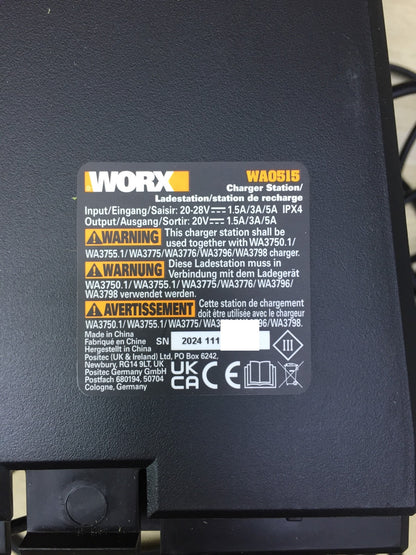 WORX
WA0515
Charger Station/
Ladestation/station de recharge
Input/Eingang/Saisir: 20-28V⎓1.5A/3A/5A IPX4
Output/Ausgang/Sortir: 20V⎓1.5A/3A/5A
WARNING This charger station shall be
used together with WA3750.1/
WA3755.1/ WA3775/WA3776/WA3796/WA3798 charger.
WARNUNG Diese Ladestation muss in
Verbindung mit dem Ladegerät
WA3750.1/ WA3755.1/ WA3775/ WA3776/ WA3796/
WA3798 verwendet werden.
AVERTISSEMENT Cette station de chargement
doit être utilisée avec le chargeur
WA3750.1/ WA3755.1/ WA3775/ 96/WA3798.
Made in China
Fabriqué en Chine
Hergestellt in China
SN 2024 111
Positec (UK & Ireland) Ltd, PO Box 6242,
Newbury, RG14 9LT, UK
Positec Germany GmbH
Postfach 680194, 50704
Cologne, Germany
UK
CA
CE
III